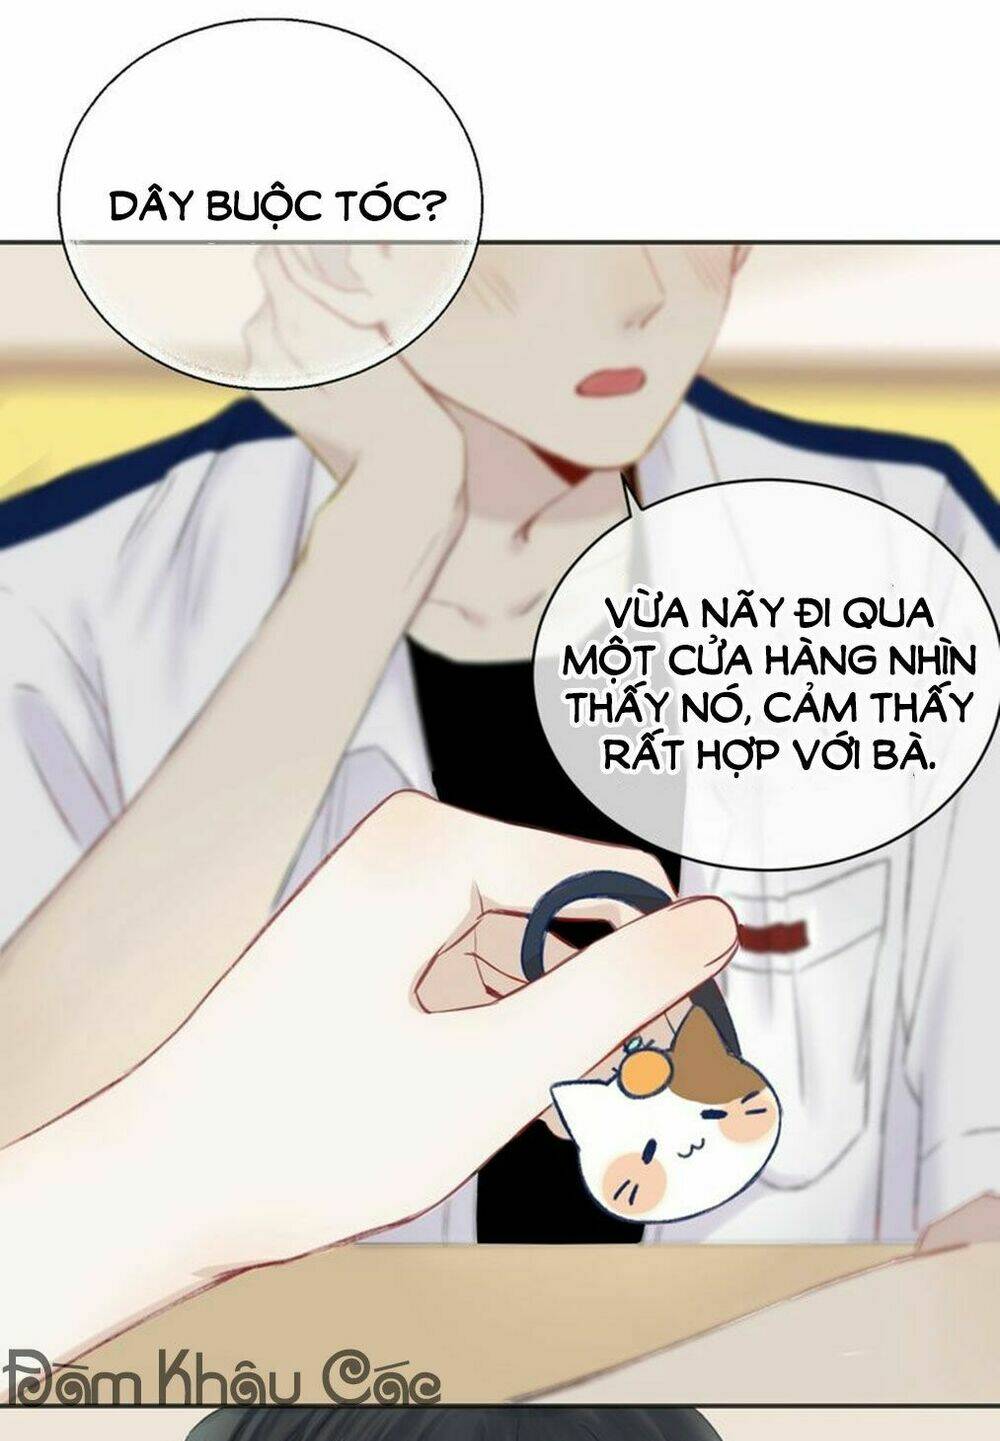 DÂY BUỘC TÓC?
VỪA NÃY ĐI QUA
MỘT CỬA HÀNG NHÌN
THẤY NÓ, CẢM THẤY
RẤT HỢP VỚI BÀ.
Đàm Khâu Các